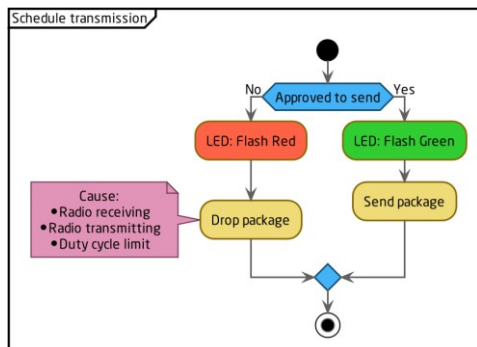 Schedule transmission
No
Yes
Approved to send
LED: Flash Red
LED: Flash Green
Cause:
•Radio receiving
•Radio transmitting
•Duty cycle limit
Drop package
Send package